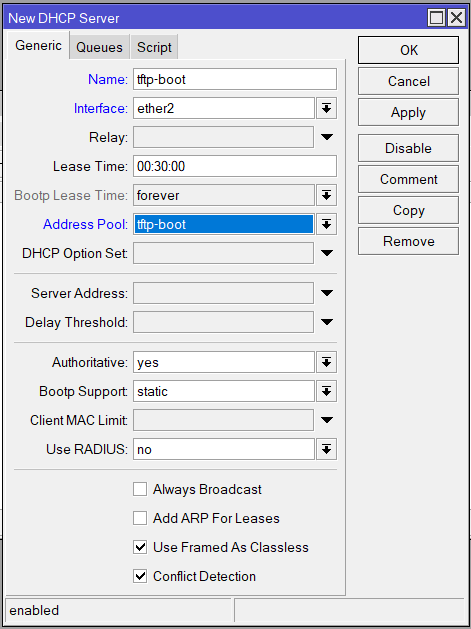 New DHCP Server
Generic Queues Script
Name: tftp-boot
Interface: ether2
Relay:
Lease Time: 00:30:00
Bootp Lease Time: forever
Address Pool: tftp-boot
DHCP Option Set:
Server Address:
Delay Threshold:
Authoritative: yes
Bootp Support: static
Client MAC Limit:
Use RADIUS: no
Always Broadcast
Add ARP For Leases
Use Framed As Classless
Conflict Detection
OK
Cancel
Apply
Disable
Comment
Copy
Remove
enabled